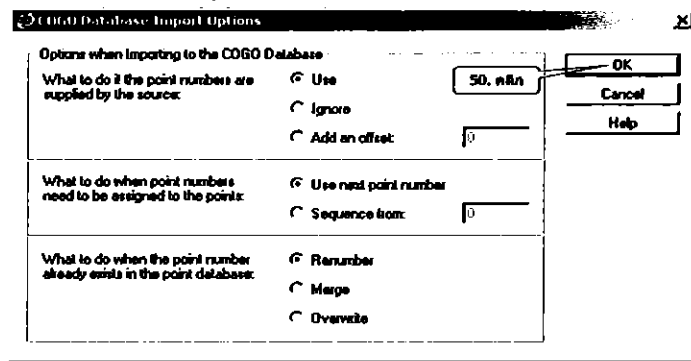 COGO Database Import Options
Options when Importing to the COGO Database
What to do if the point numbers are
supplied by the source:
Use
Ignore
Add an offset:
0
50. nhấn
OK
Cancel
Help
What to do when point numbers
need to be assigned to the points:
Use next point number
Sequence from:
0
What to do when the point number
already exists in the point database:
Renumber
Merge
Overwrite